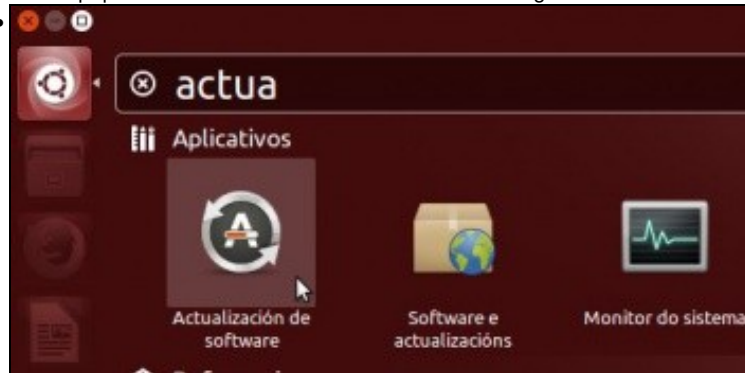 actua
Aplicativos
Actualización de
software
Software e
actualizacións
Monitor do sistema